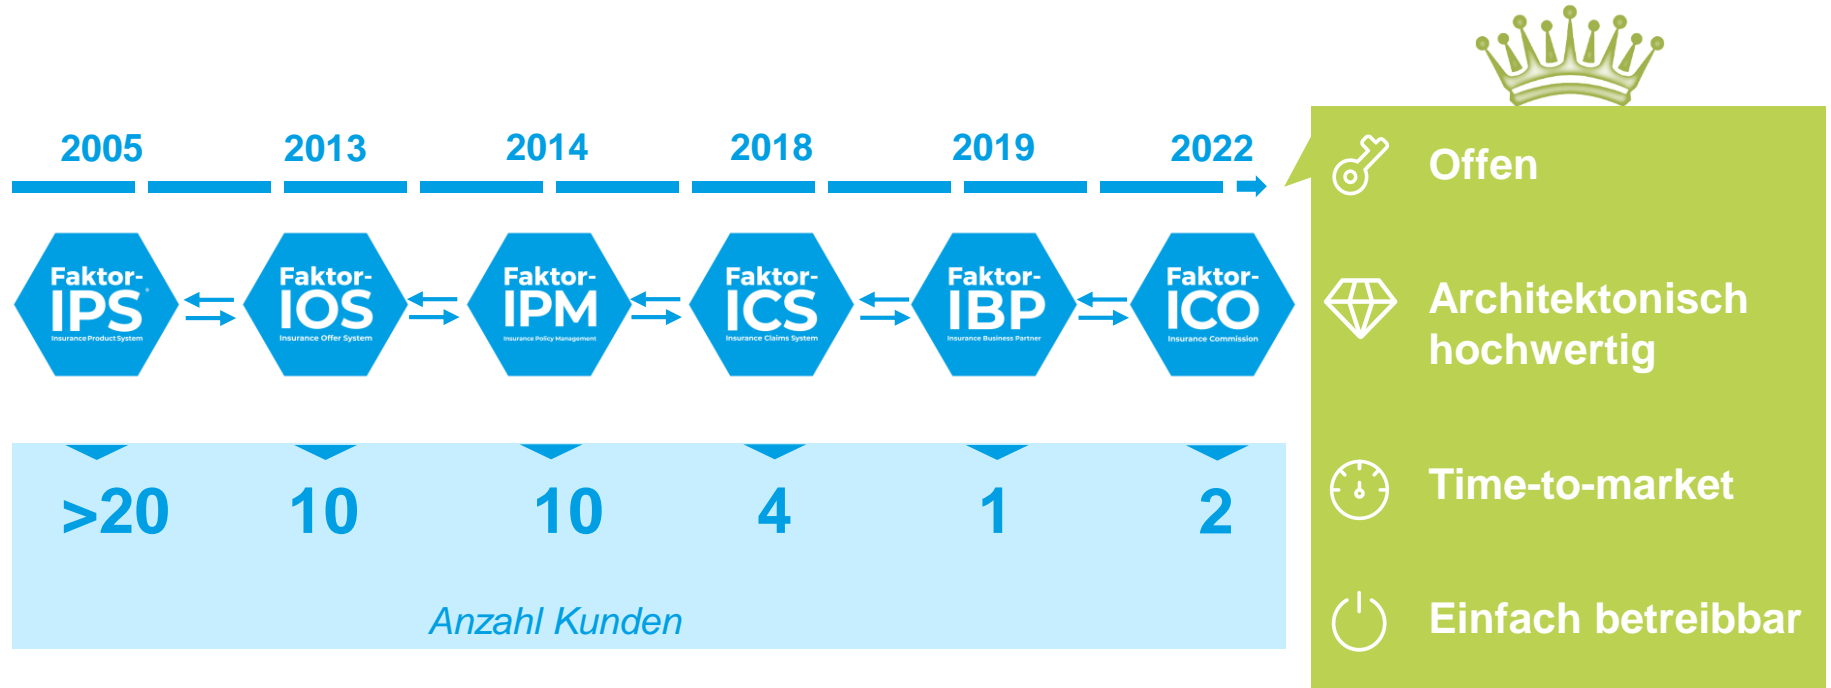 2005 2013 2014 2018 2019 2022
Faktor-
IPS®
Insurance Product System
Faktor-
IOS
Insurance Offer System
Faktor-
IPM
Insurance Policy Management
Faktor-
ICS
Insurance Claims System
Faktor-
IBP
Insurance Business Partner
Faktor-
ICO
Insurance Commission
>20 10 10 4 1 2
Anzahl Kunden
Offen
Architektonisch
hochwertig
Time-to-market
Einfach betreibbar